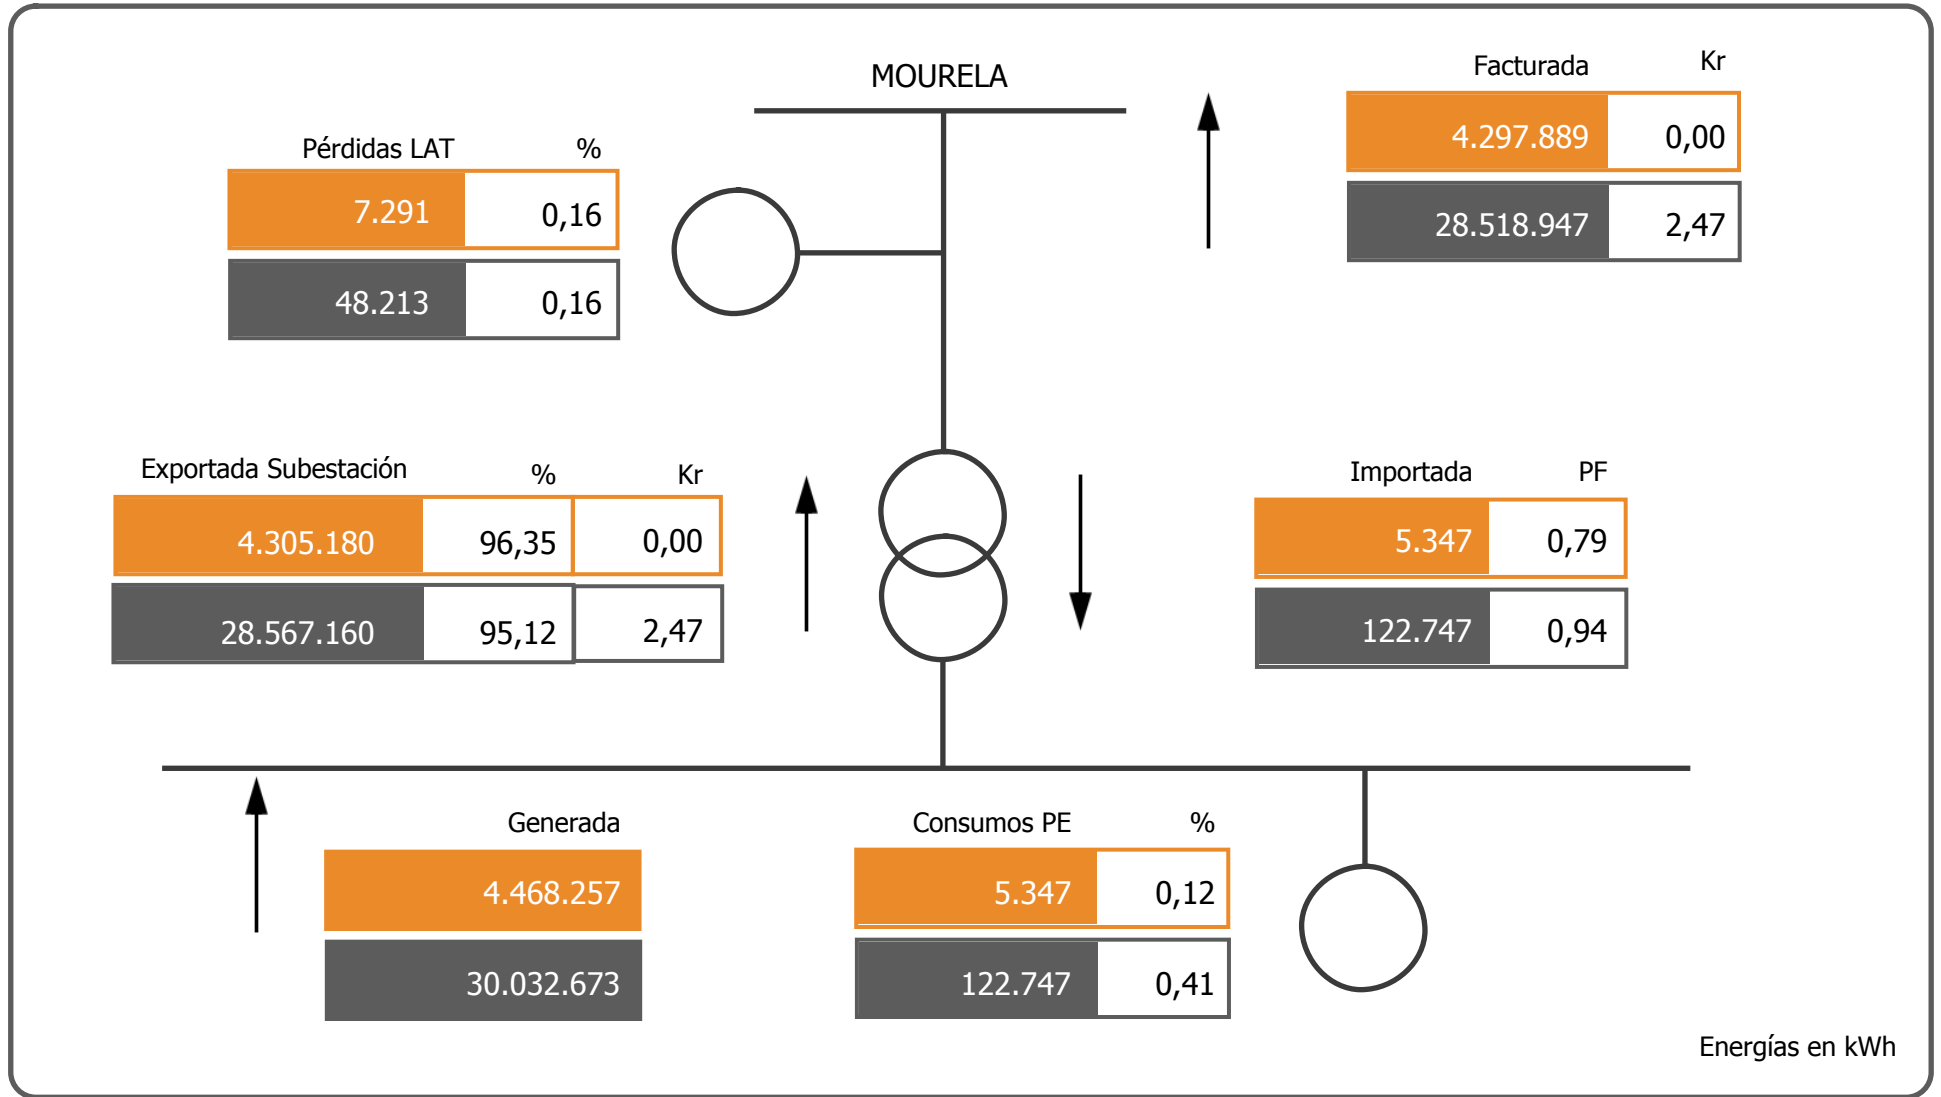 MOURELA
Facturada Kr
4.297.889 0,00
28.518.947 2,47
Pérdidas LAT %
7.291 0,16
48.213 0,16
Exportada Subestación % Kr
4.305.180 96,35 0,00
28.567.160 95,12 2,47
Importada PF
5.347 0,79
122.747 0,94
Generada
4.468.257
30.032.673
Consumos PE %
5.347 0,12
122.747 0,41
Energías en kWh